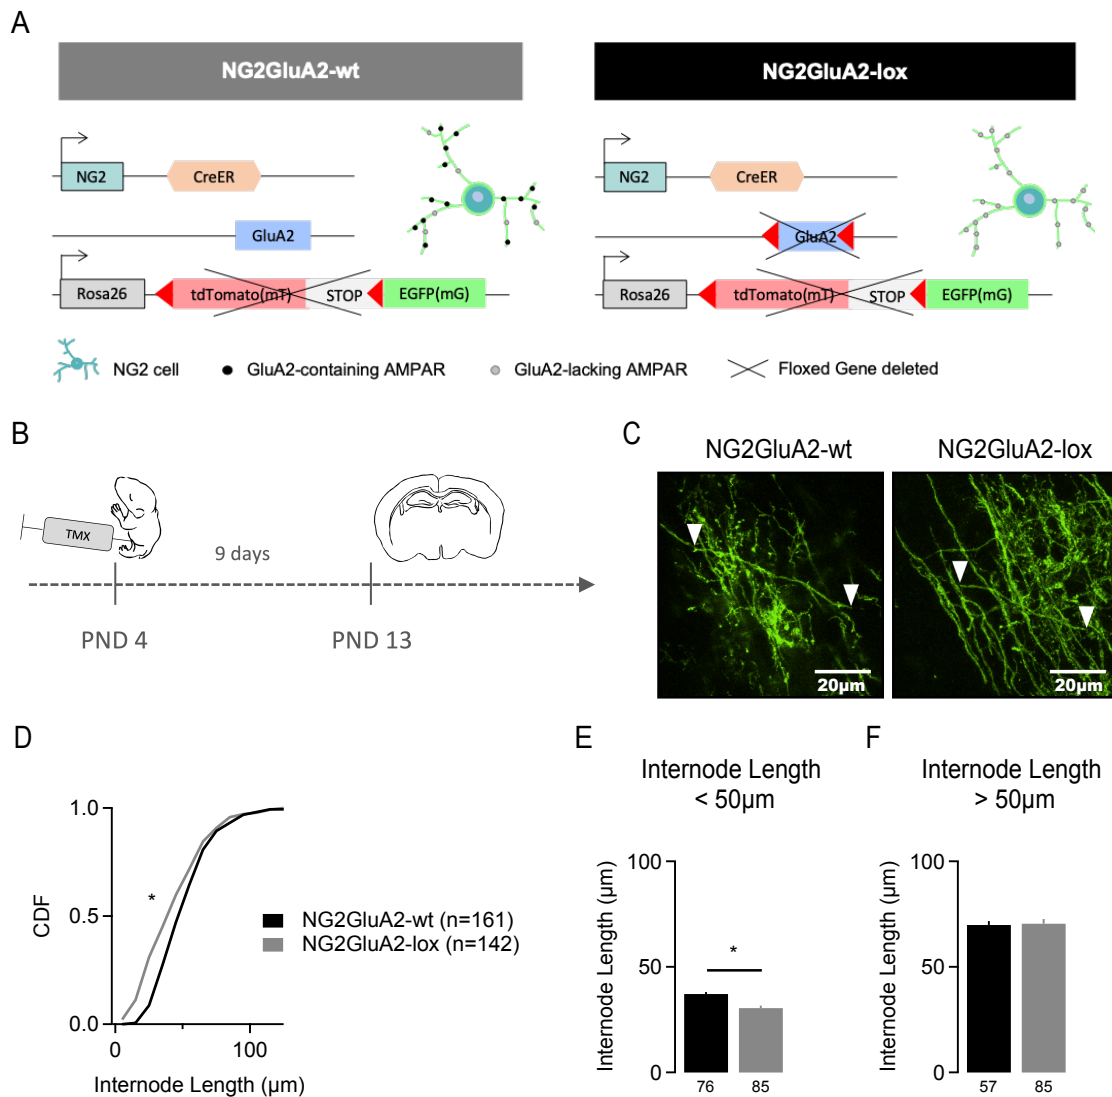 A
NG2GluA2-wt
NG2GluA2-lox
NG2
CreER
NG2
CreER
GluA2
GluA2
Rosa26
tdTomato(mT)
STOP
EGFP(mG)
Rosa26
tdTomato(mT)
STOP
EGFP(mG)
NG2 cell
GluA2-containing AMPAR
GluA2-lacking AMPAR
Floxed Gene deleted
B
TMX
9 days
PND 4
PND 13
C
NG2GluA2-wt
NG2GluA2-lox
20μm
20μm
D
1.0
0.5
0.0
CDF
*
0
100
Internode Length (μm)
NG2GluA2-wt (n=161)
NG2GluA2-lox (n=142)
E
Internode Length
< 50μm
100
50
0
Internode Length (μm)
*
76
85
F
Internode Length
> 50μm
100
50
0
Internode Length (μm)
57
85